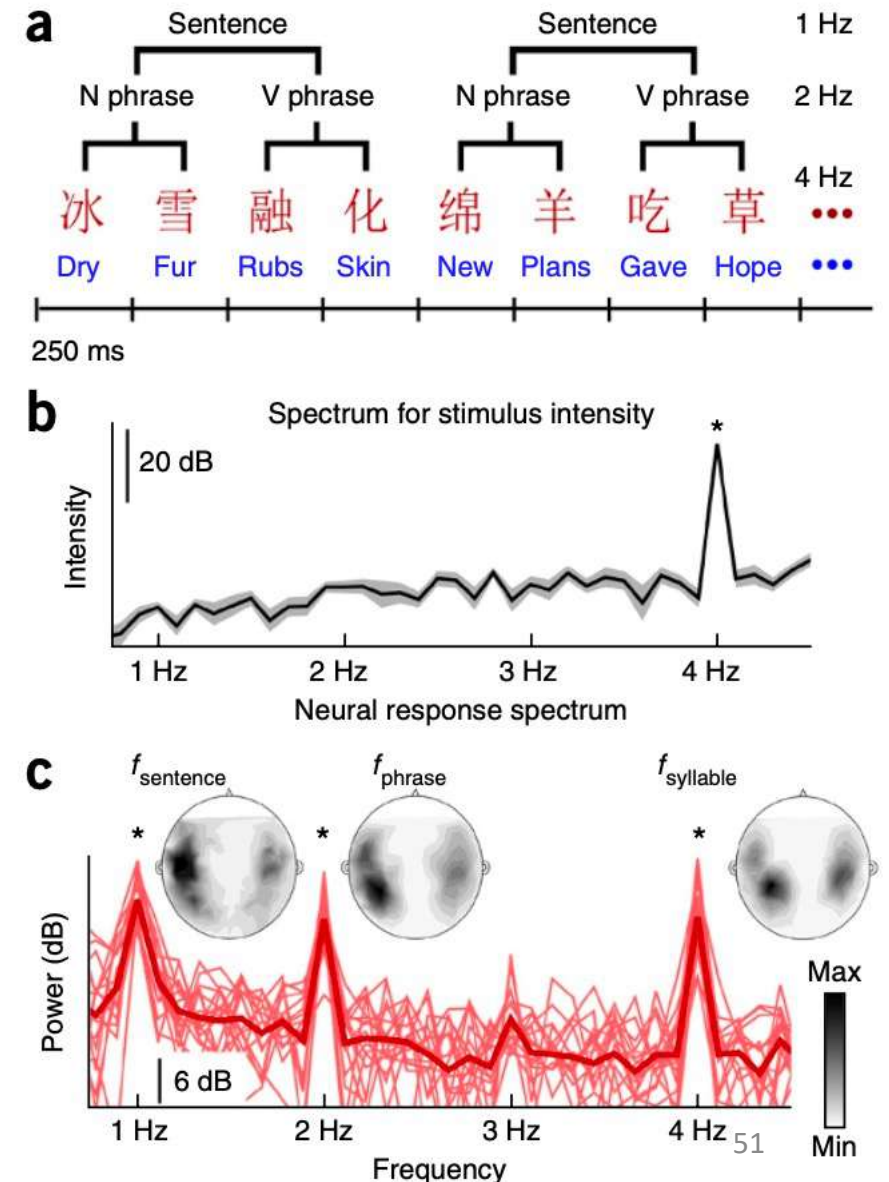 a
Sentence Sentence 1 Hz
N phrase V phrase N phrase V phrase 2 Hz
4 Hz
冰 雪 融 化 绵 羊 吃 草 •••
Dry Fur Rubs Skin New Plans Gave Hope •••
250 ms
b
Spectrum for stimulus intensity
*
20 dB
Intensity
1 Hz 2 Hz 3 Hz 4 Hz
Neural response spectrum
c
fsentence fphrase fsyllable
* * *
Power (dB)
6 dB
Max
Min
1 Hz 2 Hz 3 Hz 4 Hz
51
Frequency